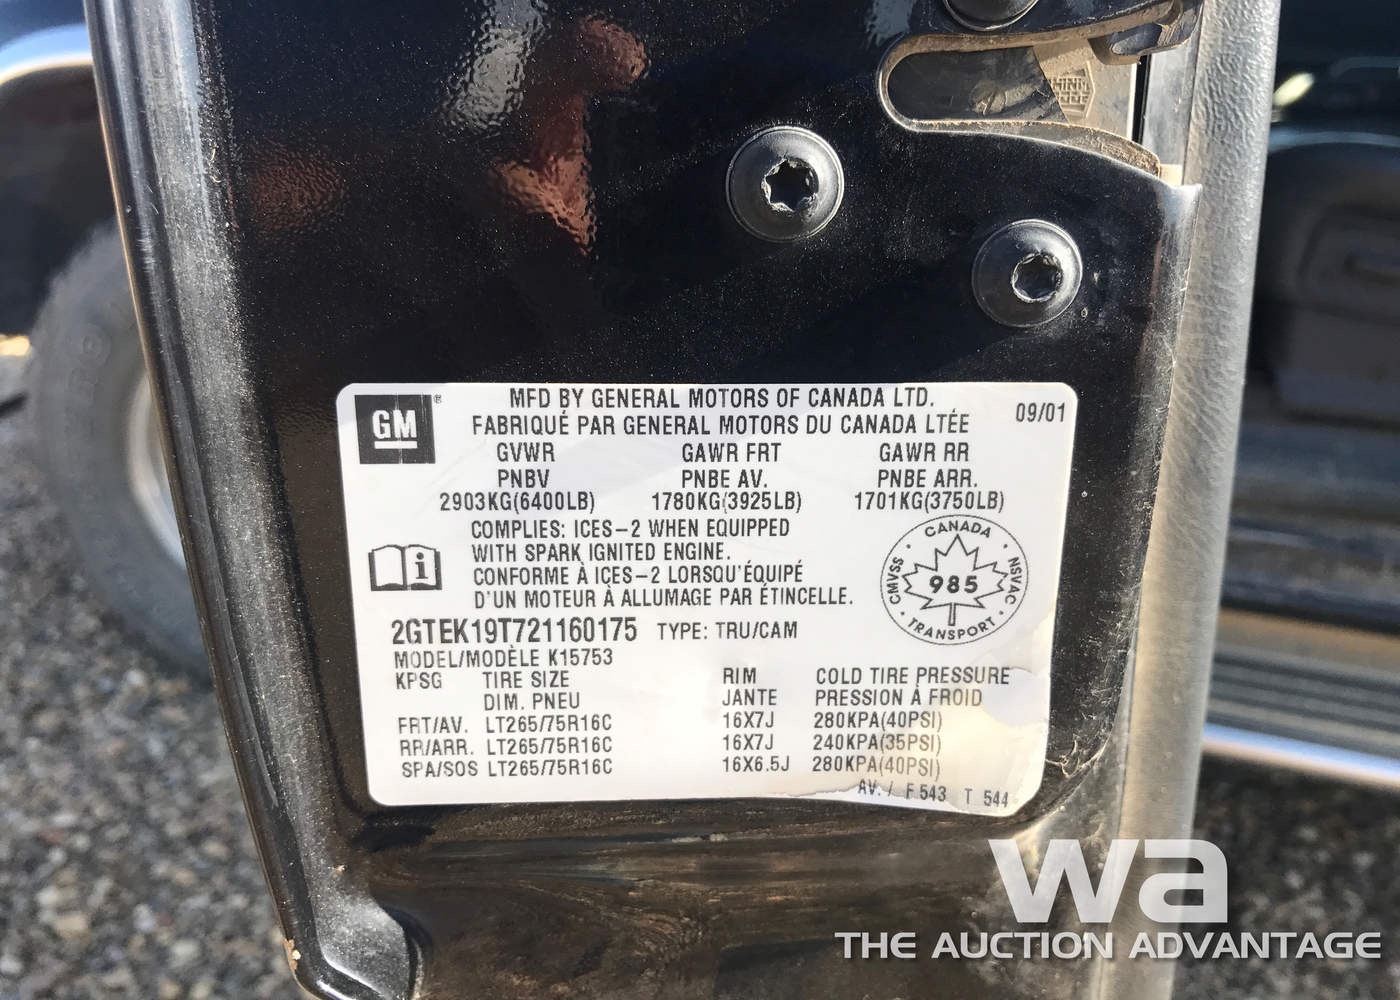 GM®
MFD BY GENERAL MOTORS OF CANADA LTD.
FABRIQUÉ PAR GENERAL MOTORS DU CANADA LTÉE
09/01
GVWR GAWR FRT GAWR RR
PNBV PNBE AV. PNBE ARR.
2903KG(6400LB) 1780KG(3925LB) 1701KG(3750LB)
COMPLIES: ICES-2 WHEN EQUIPPED
WITH SPARK IGNITED ENGINE.
CONFORME À ICES-2 LORSQU'ÉQUIPÉ
D'UN MOTEUR À ALLUMAGE PAR ÉTINCELLE.
CANADA
CMVSS 985 NSVAC
TRANSPORT
2GTEK19T721160175 TYPE: TRU/CAM
MODEL/MODÈLE K15753
KPSG TIRE SIZE RIM COLD TIRE PRESSURE
DIM. PNEU JANTE PRESSION À FROID
FRT/AV. LT265/75R16C 16X7J 280KPA(40PSI)
RR/ARR. LT265/75R16C 16X7J 240KPA(35PSI)
SPA/SOS LT265/75R16C 16X6.5J 280KPA(40PSI)
AV. / F 543 T 544
wa
THE AUCTION ADVANTAGE